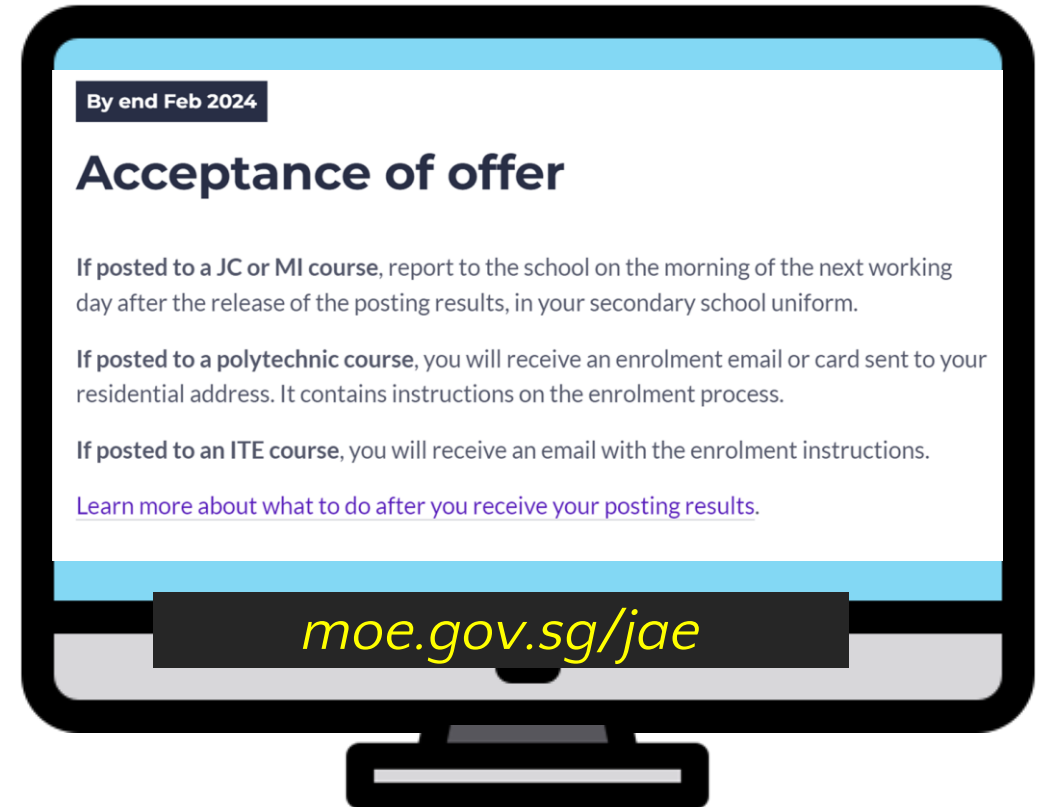 By end Feb 2024
Acceptance of offer
If posted to a JC or MI course, report to the school on the morning of the next working
day after the release of the posting results, in your secondary school uniform.
If posted to a polytechnic course, you will receive an enrolment email or card sent to your
residential address. It contains instructions on the enrolment process.
If posted to an ITE course, you will receive an email with the enrolment instructions.
Learn more about what to do after you receive your posting results.
moe.gov.sg/jae